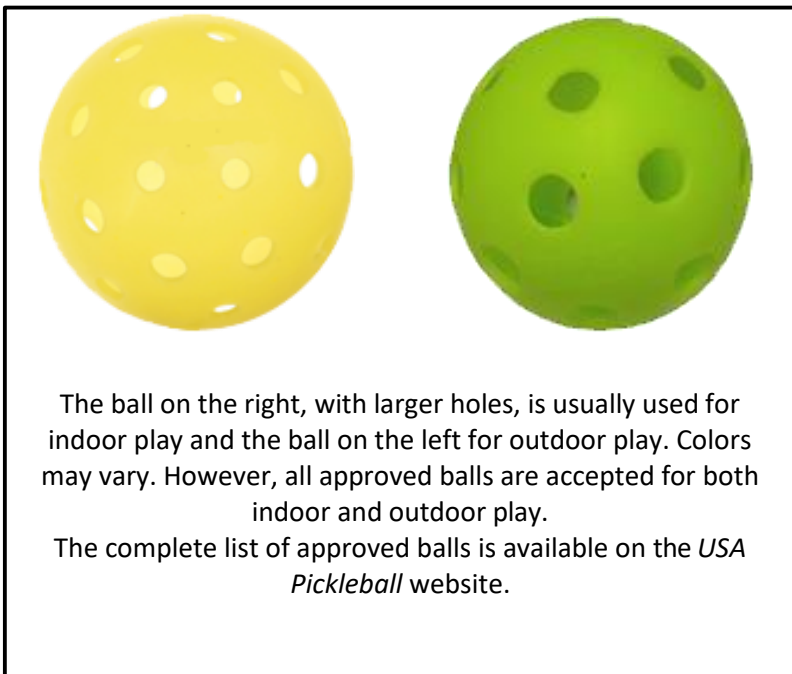 The ball on the right, with larger holes, is usually used for
indoor play and the ball on the left for outdoor play. Colors
may vary. However, all approved balls are accepted for both
indoor and outdoor play.
The complete list of approved balls is available on the USA
Pickleball website.